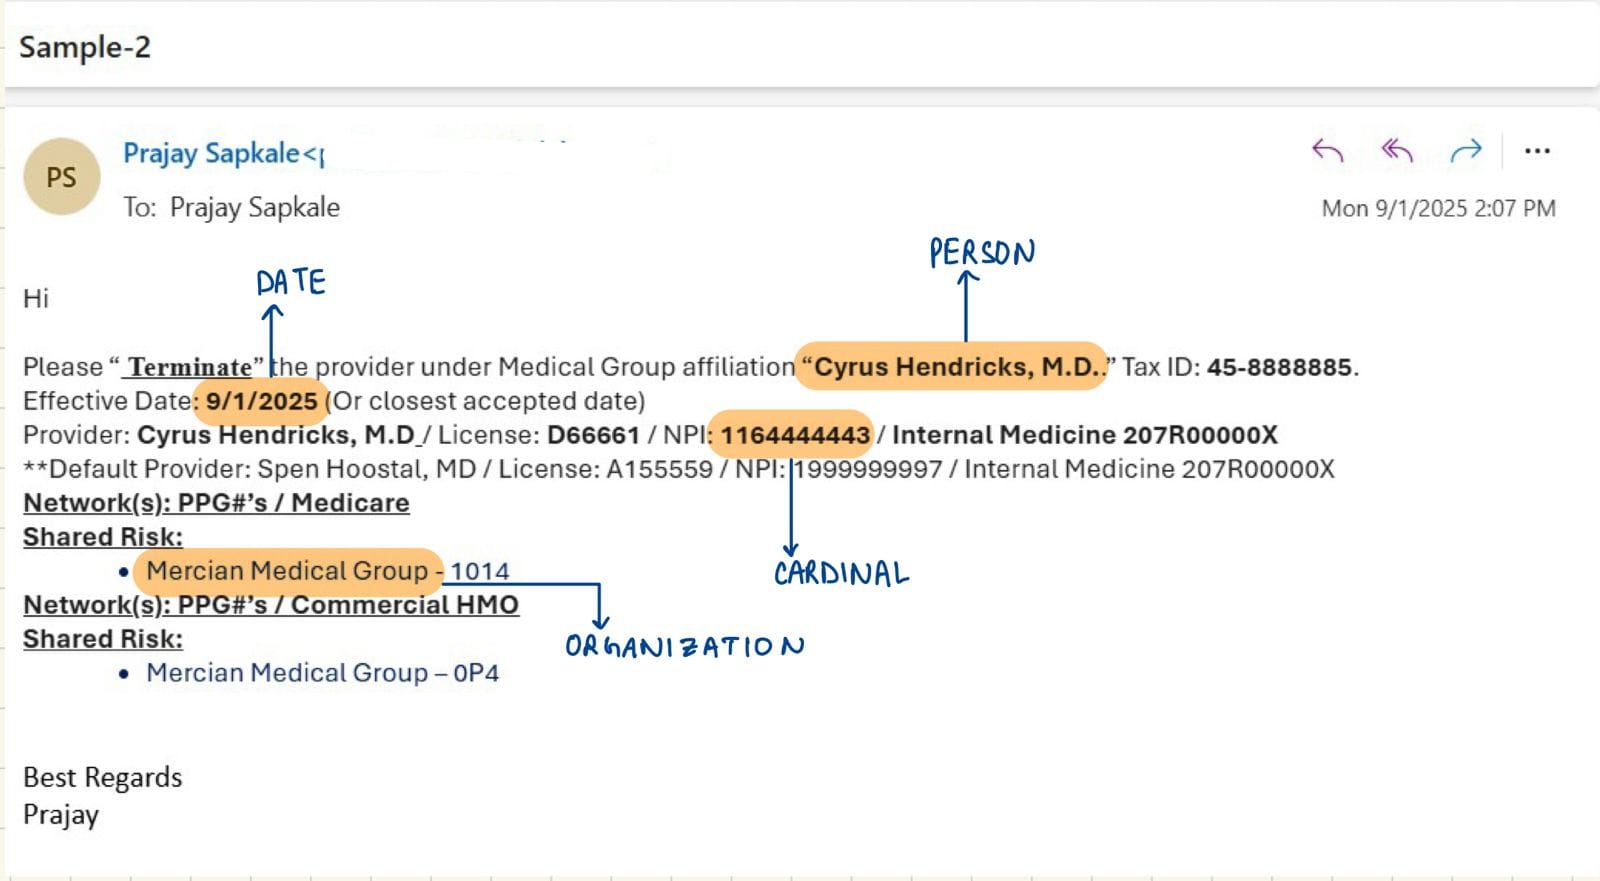 Sample-2
PS
Prajay Sapkale<
To: Prajay Sapkale
Mon 9/1/2025 2:07 PM
PERSON
DATE
Hi
Please “ Terminate” the provider under Medical Group affiliation “Cyrus Hendricks, M.D..” Tax ID: 45-8888885.
Effective Date: 9/1/2025 (Or closest accepted date)
Provider: Cyrus Hendricks, M.D / License: D66661 / NPI: 1164444443 / Internal Medicine 207R00000X
**Default Provider: Spen Hoostal, MD / License: A155559 / NPI: 1999999997 / Internal Medicine 207R00000X
Network(s): PPG#’s / Medicare
Shared Risk:
• Mercian Medical Group - 1014
CARDINAL
Network(s): PPG#’s / Commercial HMO
Shared Risk:
ORGANIZATION
• Mercian Medical Group – 0P4
Best Regards
Prajay